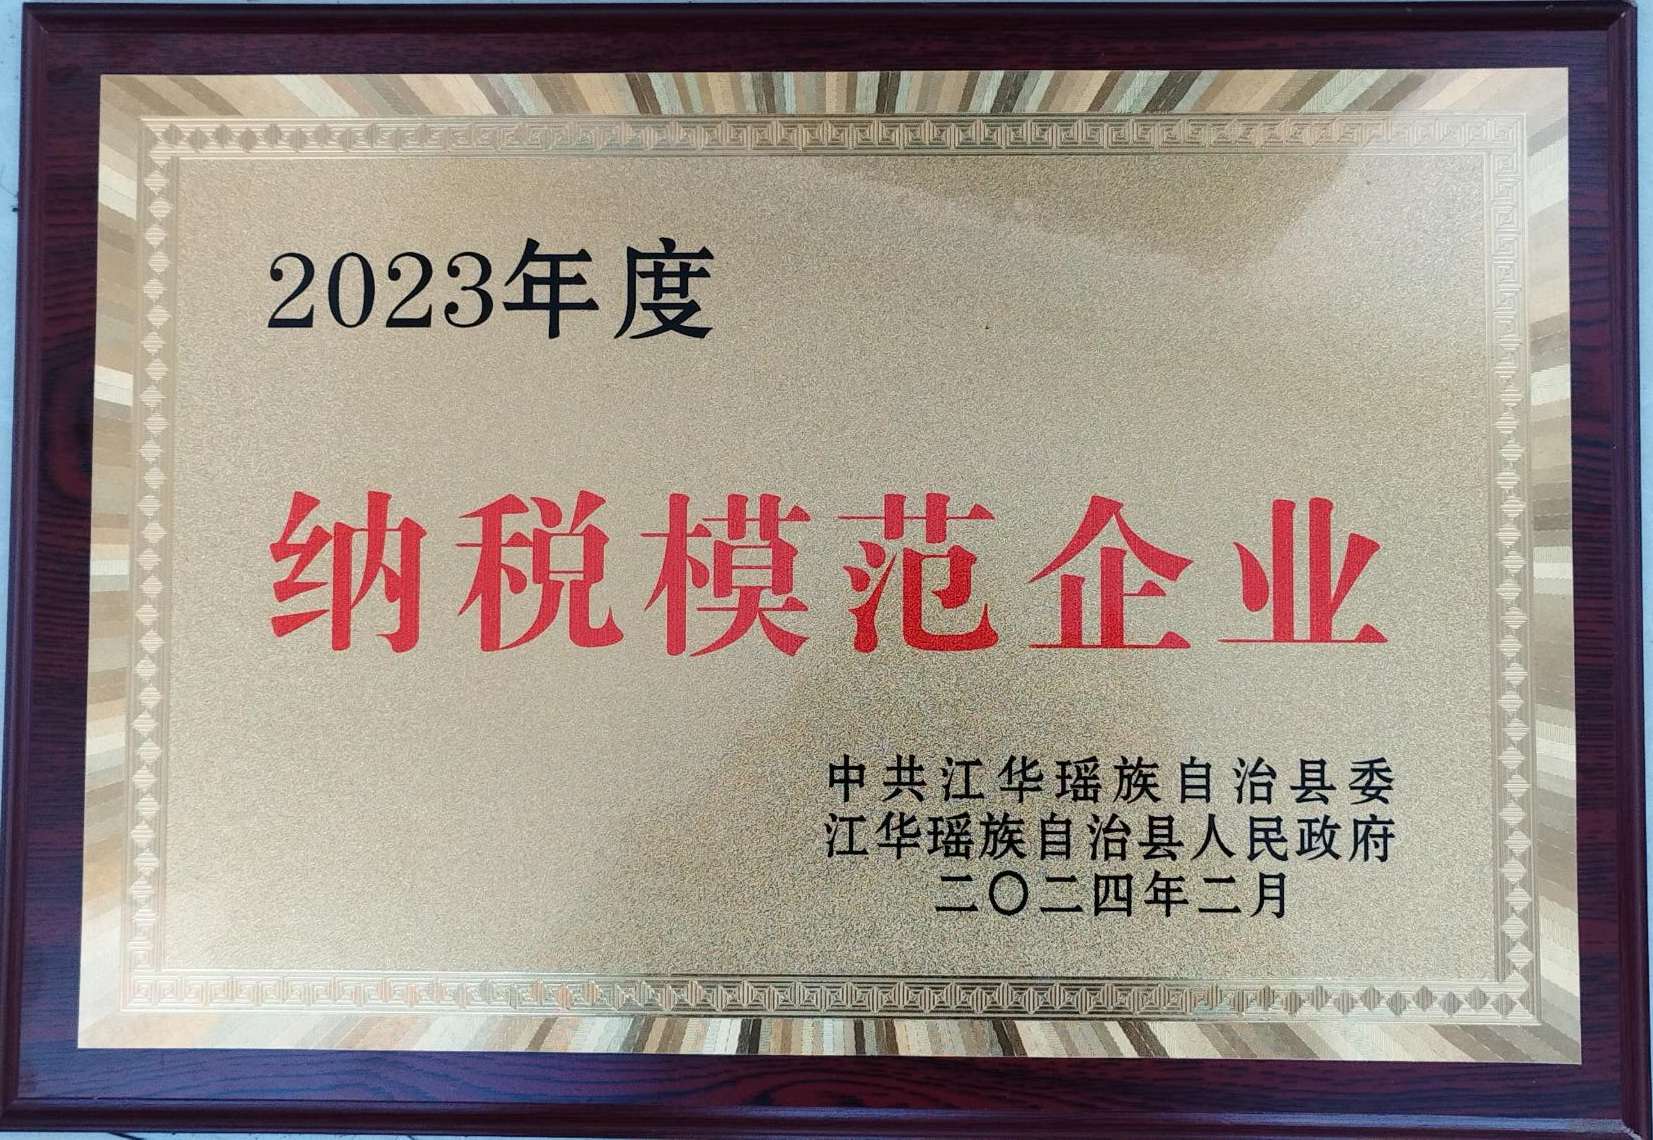 2023年度
纳税模范企业
中共江华瑶族自治县委
江华瑶族自治县人民政府
二〇二四年二月